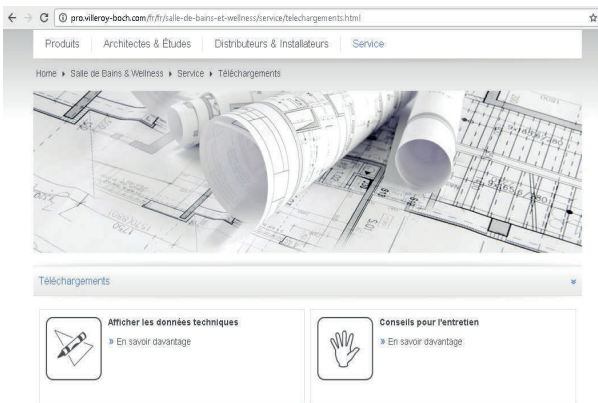 pro.villeroy-boch.com/fr/fr/salle-de-bains-et-wellness/service/telechargements.html
Produits Architectes & Études Distributeurs & Installateurs Service
Home ▸ Salle de Bains & Wellness ▸ Service ▸ Téléchargements
Téléchargements
Afficher les données techniques
» En savoir davantage
Conseils pour l'entretien
» En savoir davantage